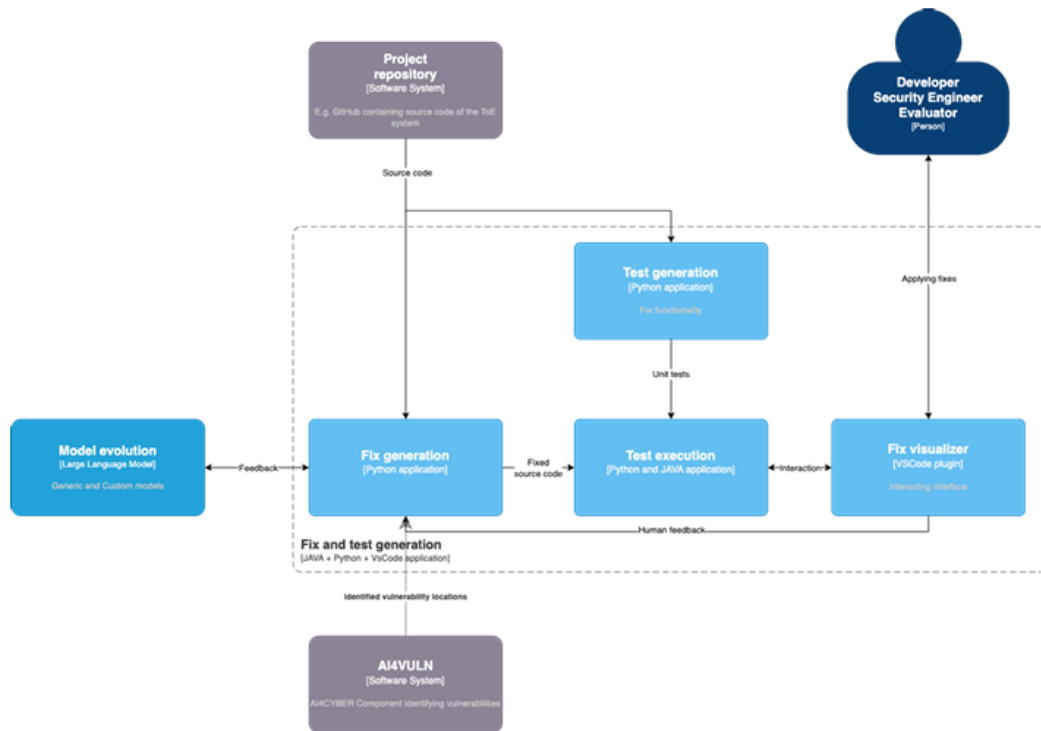 Project
repository
[Software System]
E.g. GitHub containing source code of the ToE
system
Developer
Security Engineer
Evaluator
[Person]
Source code
Test generation
[Python application]
For functionality
Applying fixes
Unit tests
Model evolution
[Large Language Model]
Generic and Custom models
Feedback
Fix generation
[Python application]
Fixed
source code
Test execution
[Python and JAVA application]
Interaction
Fix visualizer
[VSCode plugin]
Interacting interface
Human feedback
Fix and test generation
[JAVA + Python + VsCode application]
Identified vulnerability locations
AI4VULN
[Software System]
AI4CYBER Component identifying vulnerabilities